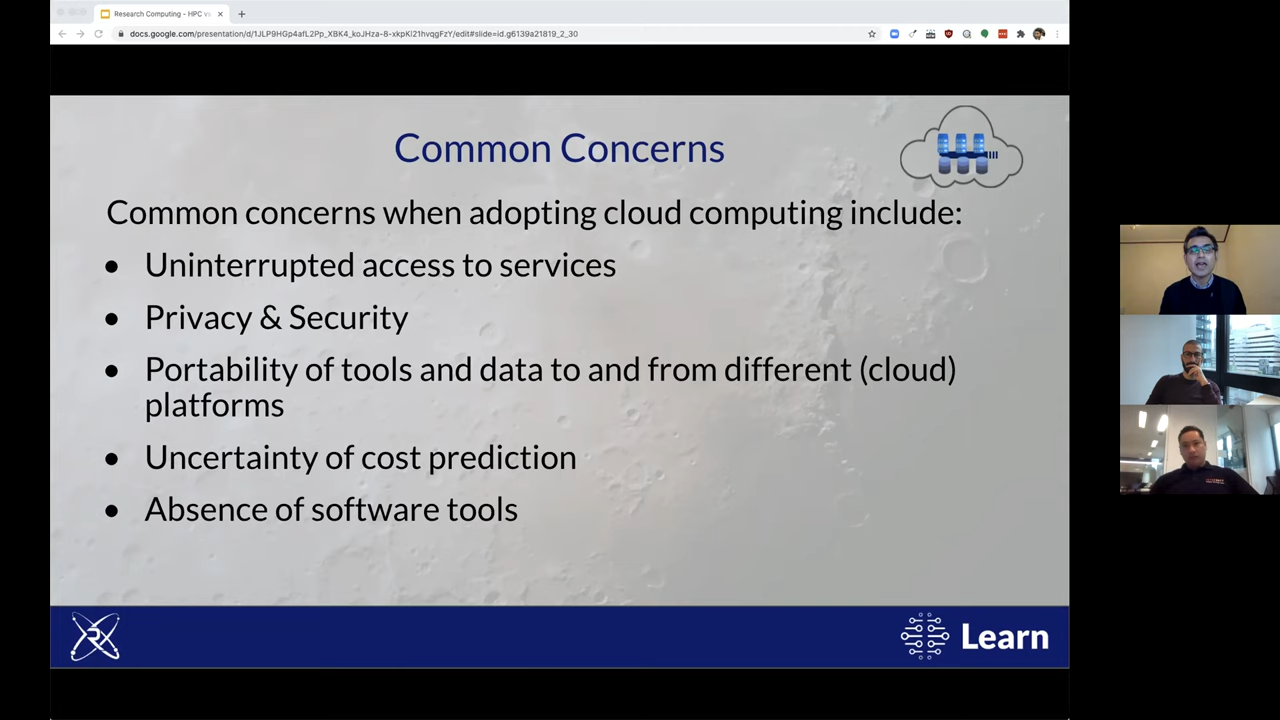 Research Computing - HPC vs
docs.google.com/presentation/d/1JLP9HGp4afL2Pp_XBK4_koJHza-8-xkpKl21hvqgFzY/edit#slide=id.g6139a21819_2_30
Common Concerns
Common concerns when adopting cloud computing include:
● Uninterrupted access to services
● Privacy & Security
● Portability of tools and data to and from different (cloud)
platforms
● Uncertainty of cost prediction
● Absence of software tools
Learn